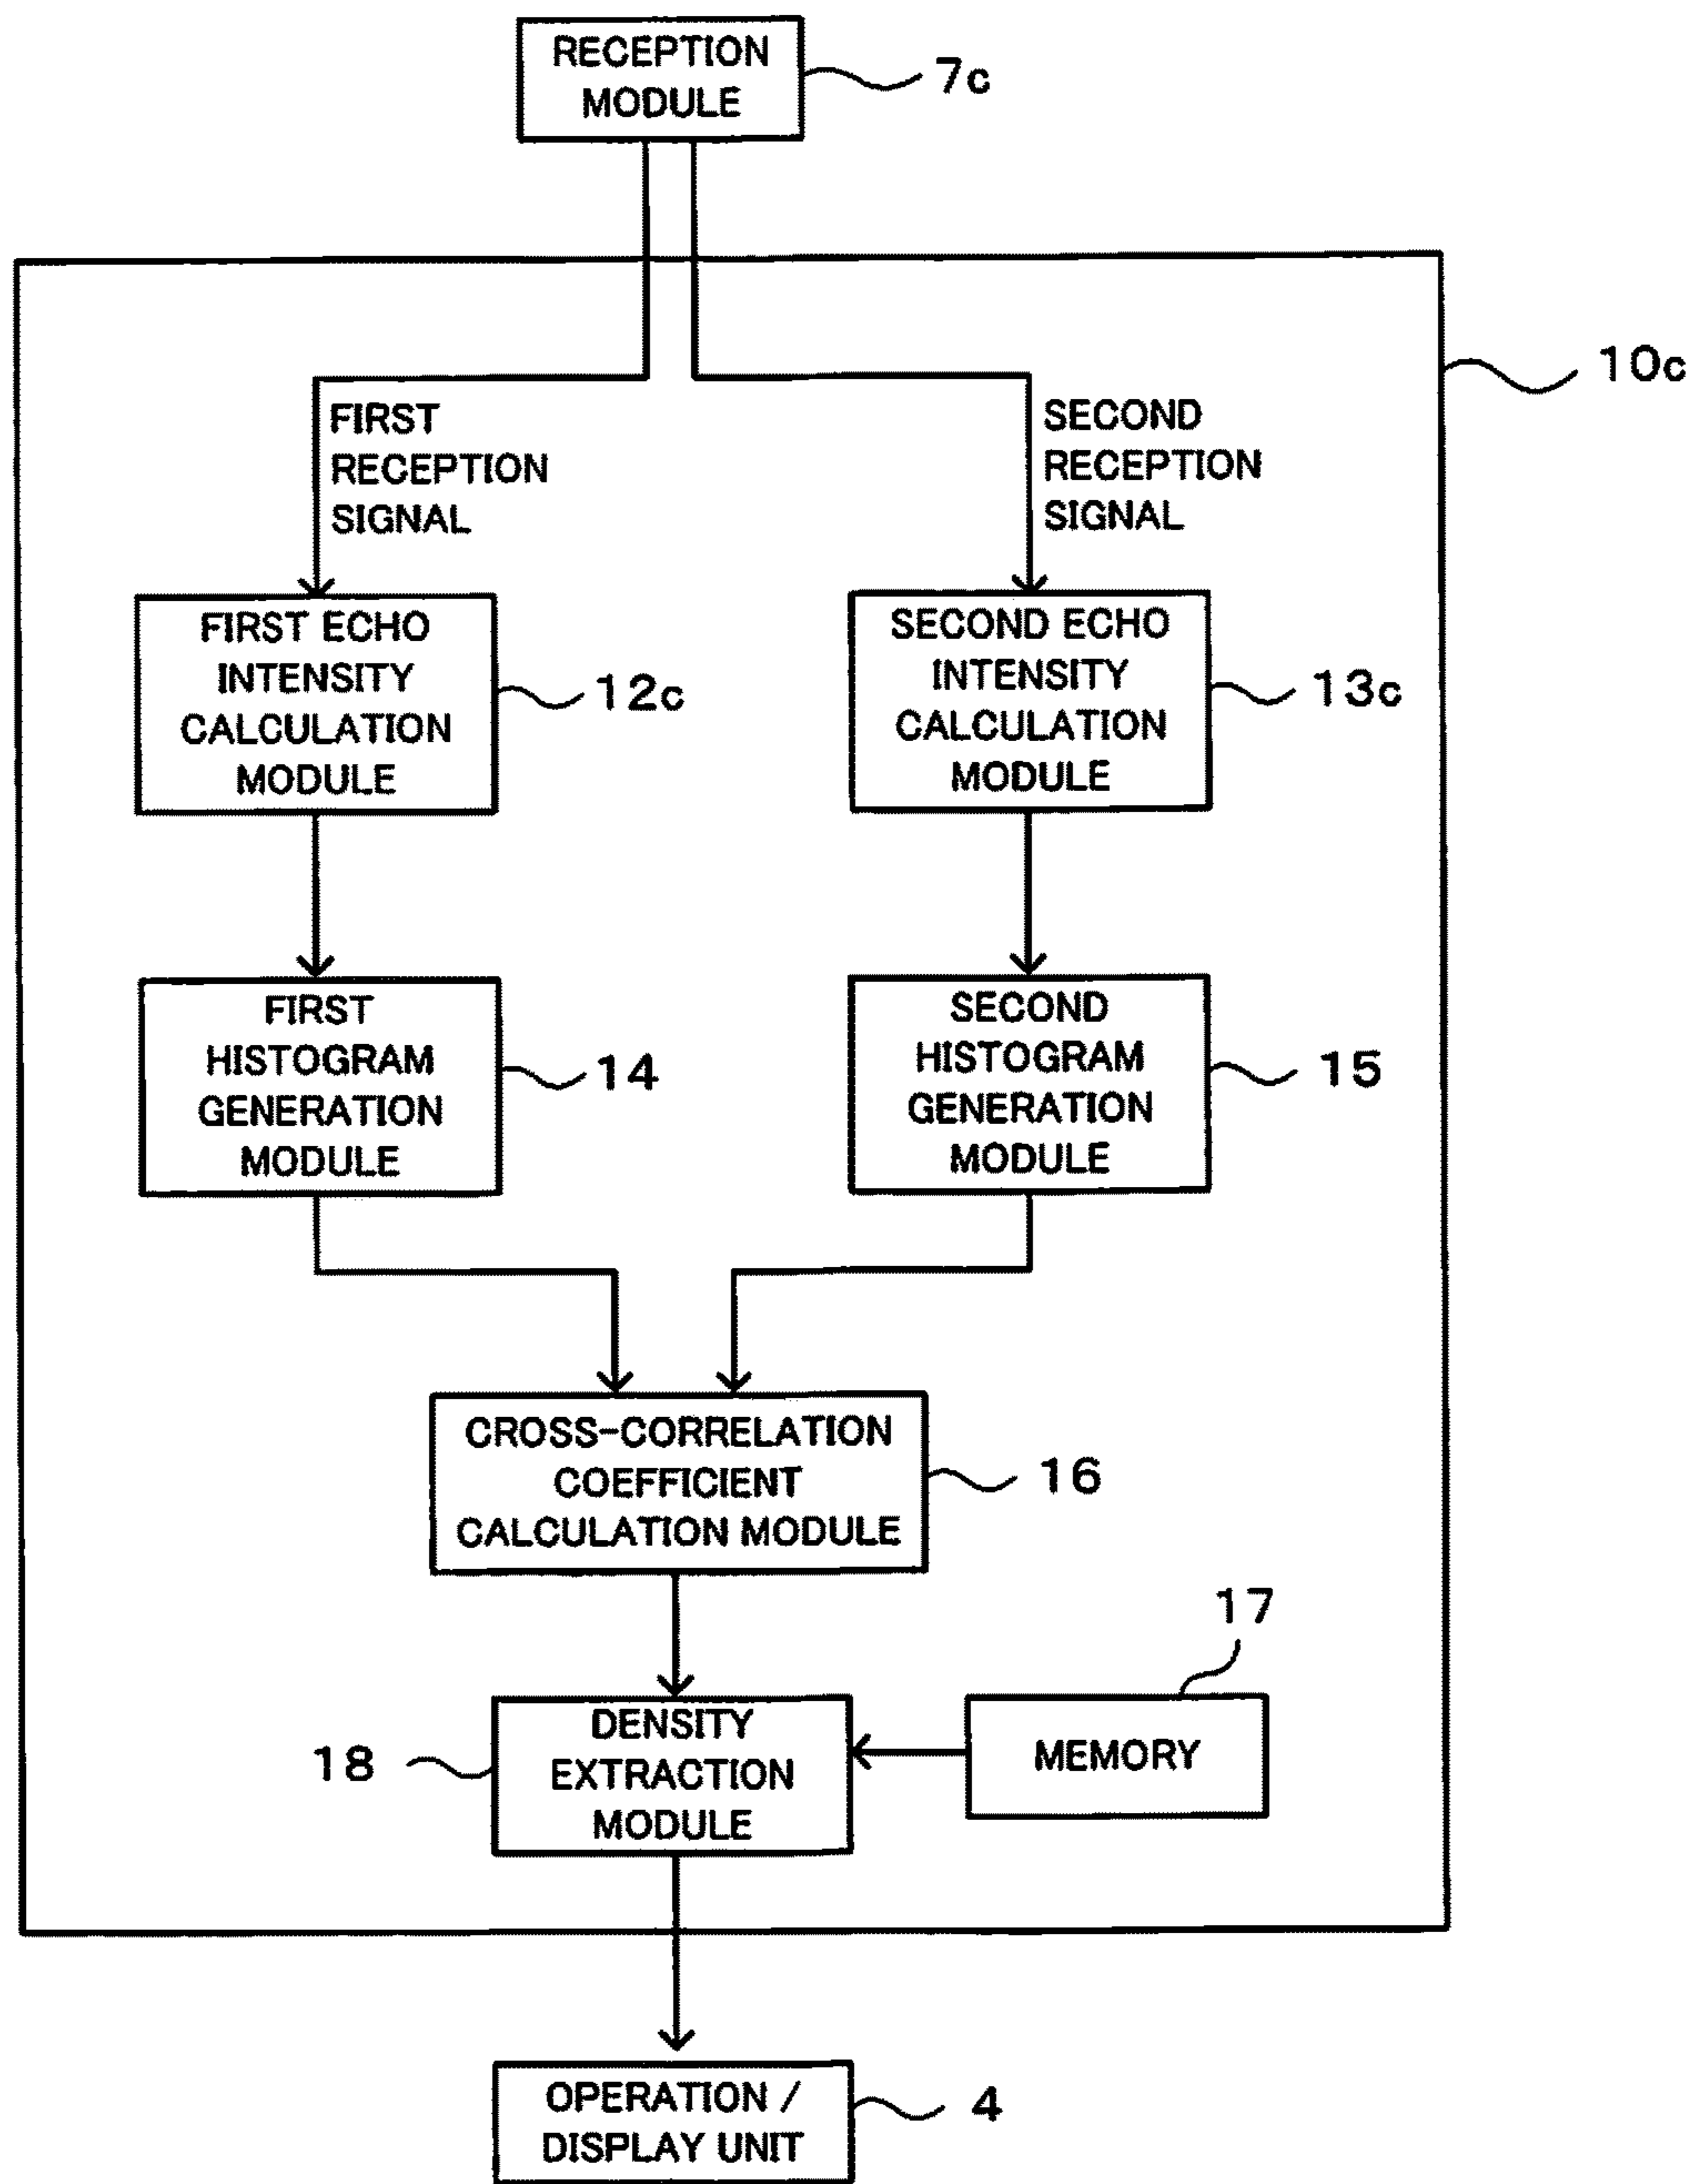 RECEPTION
MODULE
7c
10c
FIRST
RECEPTION
SIGNAL
SECOND
RECEPTION
SIGNAL
FIRST ECHO
INTENSITY
CALCULATION
MODULE
12c
SECOND ECHO
INTENSITY
CALCULATION
MODULE
13c
FIRST
HISTOGRAM
GENERATION
MODULE
14
SECOND
HISTOGRAM
GENERATION
MODULE
15
CROSS-CORRELATION
COEFFICIENT
CALCULATION MODULE
16
17
18
DENSITY
EXTRACTION
MODULE
MEMORY
OPERATION /
DISPLAY UNIT
4